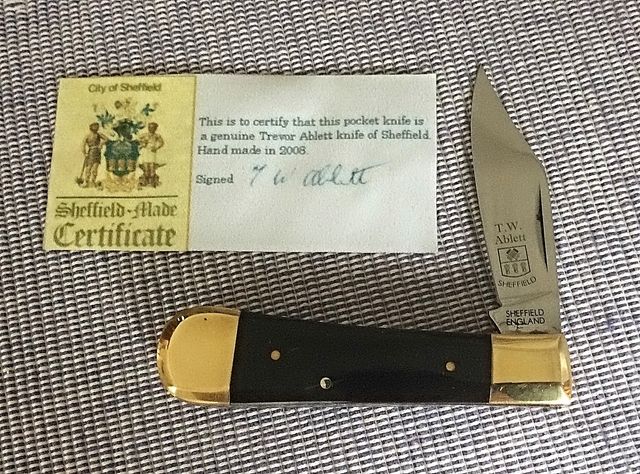 City of Sheffield
Sheffield-Made
Certificate
This is to certify that this pocket knife is
a genuine Trevor Ablett knife of Sheffield.
Hand made in 2008.
Signed T W Ablett
T.W.
Ablett
SHEFFIELD
SHEFFIELD
ENGLAND